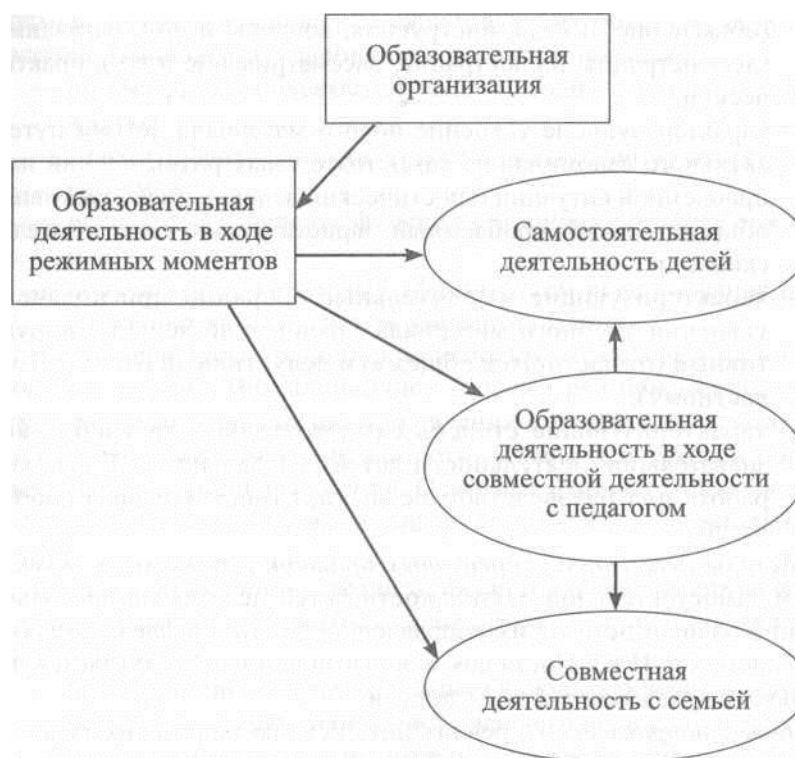 Образовательная
организация
Образовательная
деятельность в ходе
режимных моментов
Самостоятельная
деятельность детей
Образовательная
деятельность в ходе
совместной деятельности
с педагогом
Совместная
деятельность с семьей